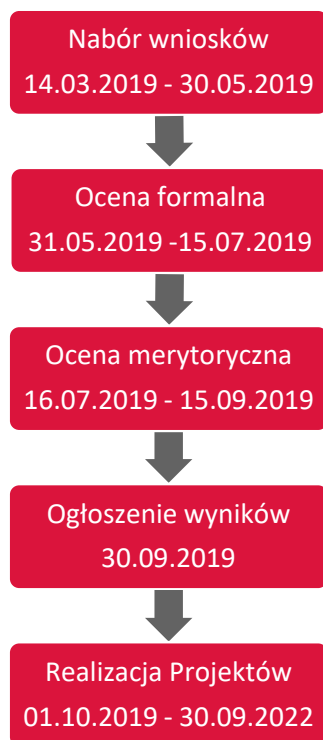 Nabór wniosków
14.03.2019 - 30.05.2019
Ocena formalna
31.05.2019 -15.07.2019
Ocena merytoryczna
16.07.2019 - 15.09.2019
Ogłoszenie wyników
30.09.2019
Realizacja Projektów
01.10.2019 - 30.09.2022